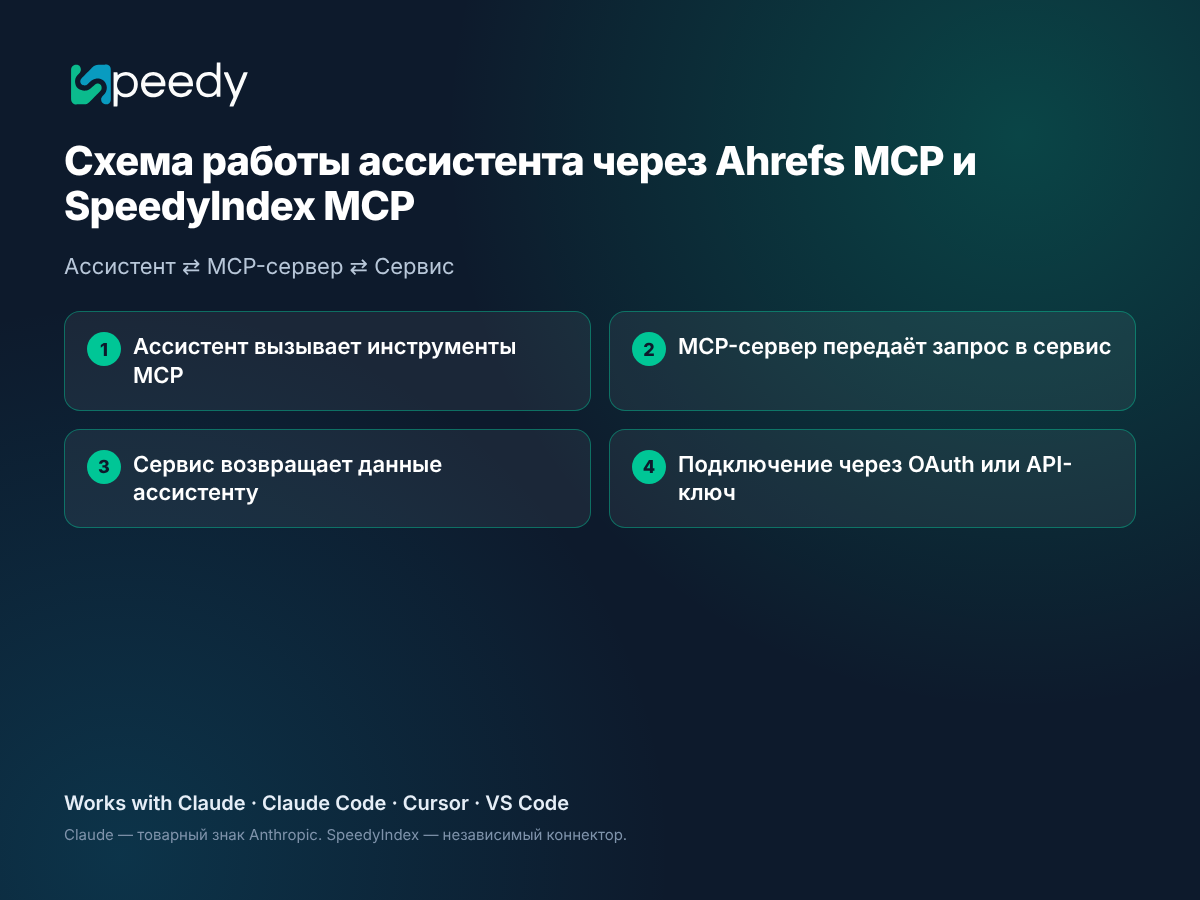 Speedy
Схема работы ассистента через Ahrefs MCP и
SpeedyIndex MCP
Ассистент ⇄ MCP-сервер ⇄ Сервис
1 Ассистент вызывает инструменты
MCP
2 MCP-сервер передаёт запрос в сервис
3 Сервис возвращает данные
ассистенту
4 Подключение через OAuth или API-
ключ
Works with Claude · Claude Code · Cursor · VS Code
Claude — товарный знак Anthropic. SpeedyIndex — независимый коннектор.